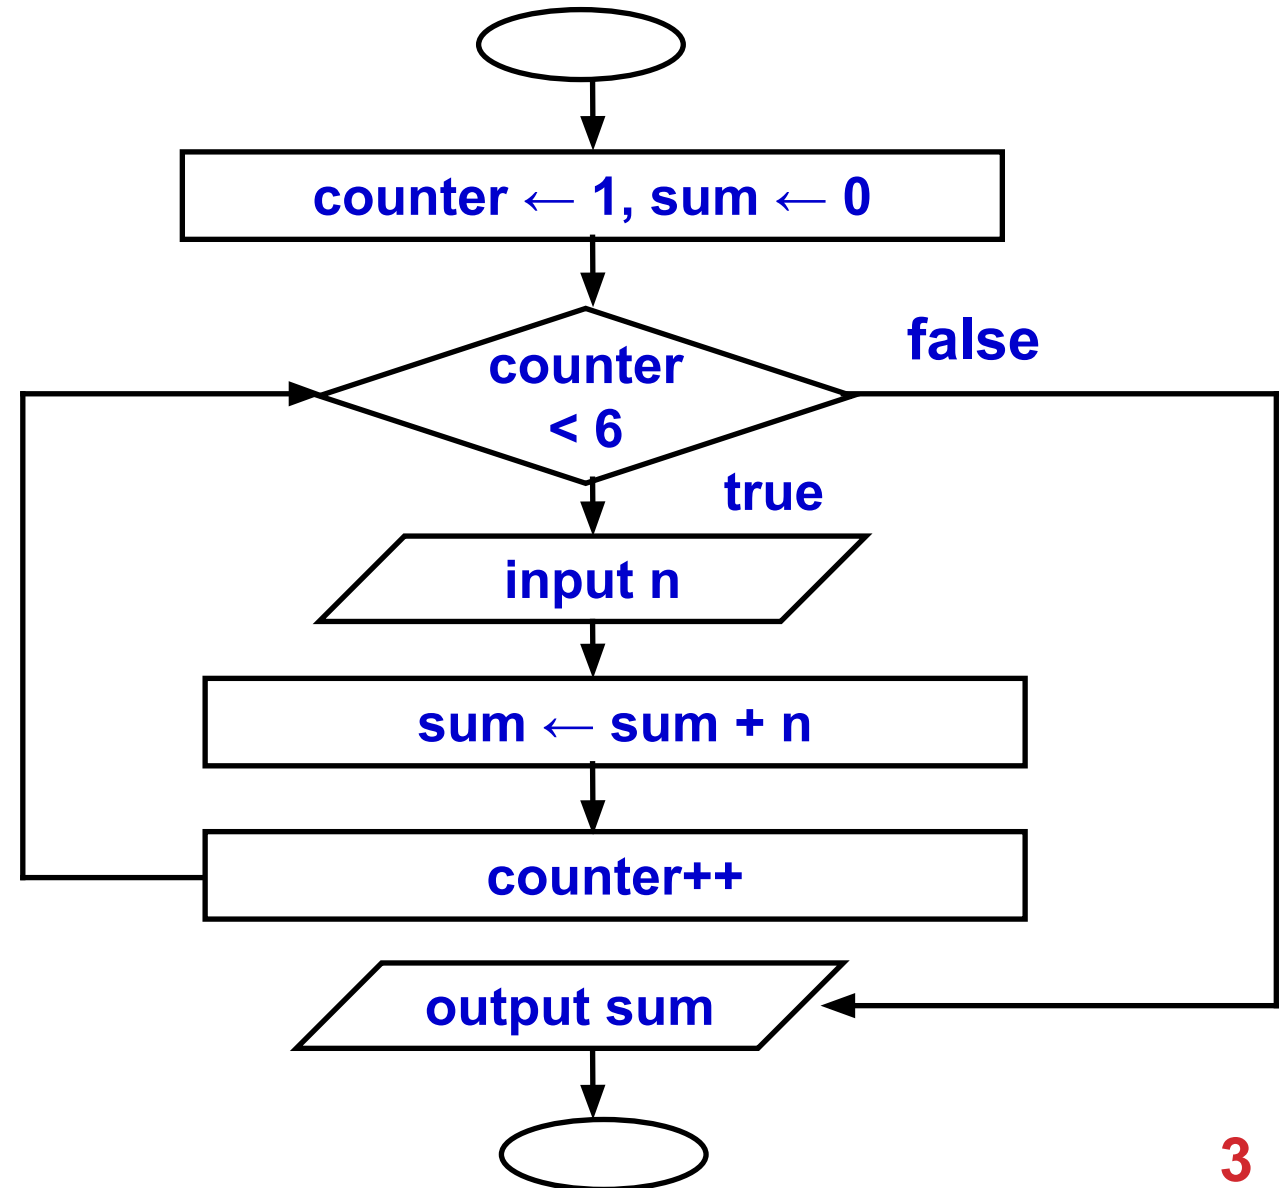 counter ← 1, sum ← 0
false
counter
< 6
true
input n
sum ← sum + n
counter++
output sum
3